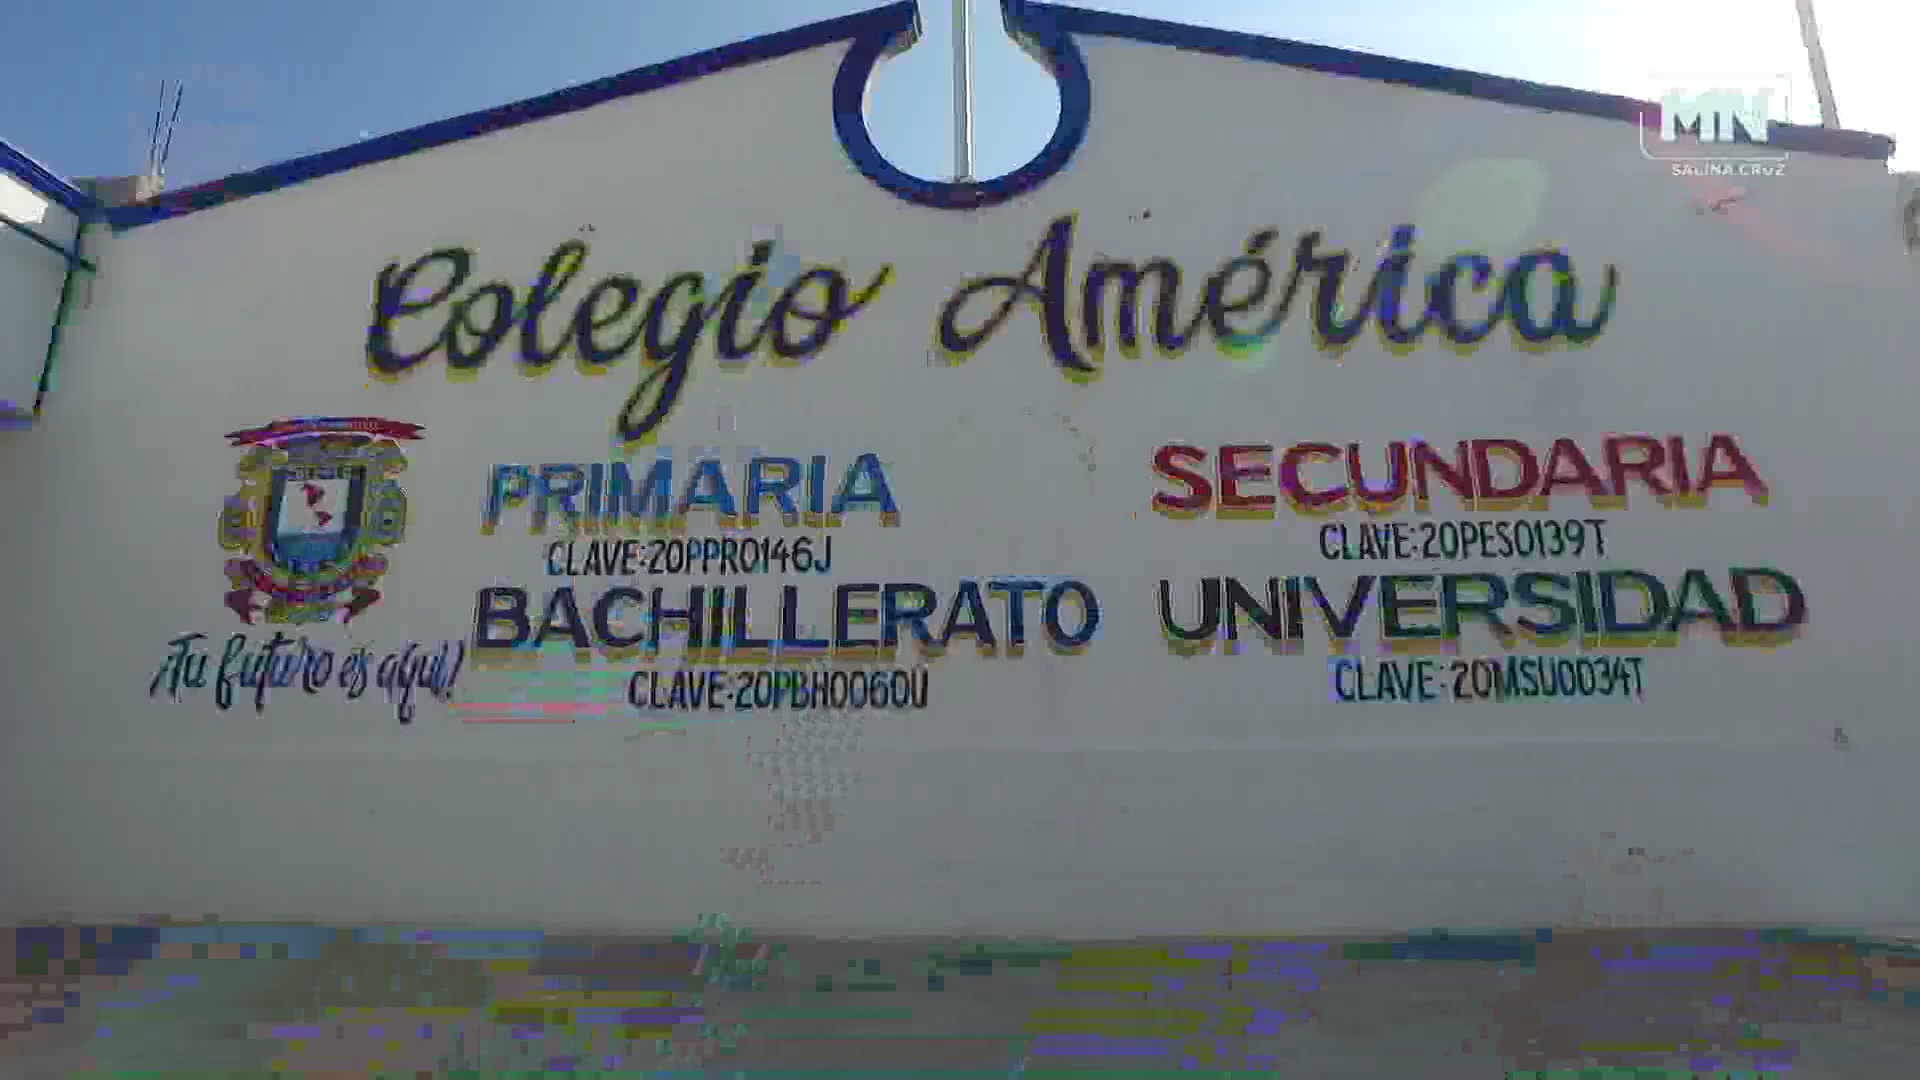 MN
SALINA CRUZ
Colegio América
PRIMARIA
CLAVE:20PPR0146J
SECUNDARIA
CLAVE:20PES0139T
BACHILLERATO
CLAVE:20PBH0060U
UNIVERSIDAD
CLAVE:20MSU0034T
¡Tu futuro es aquí!